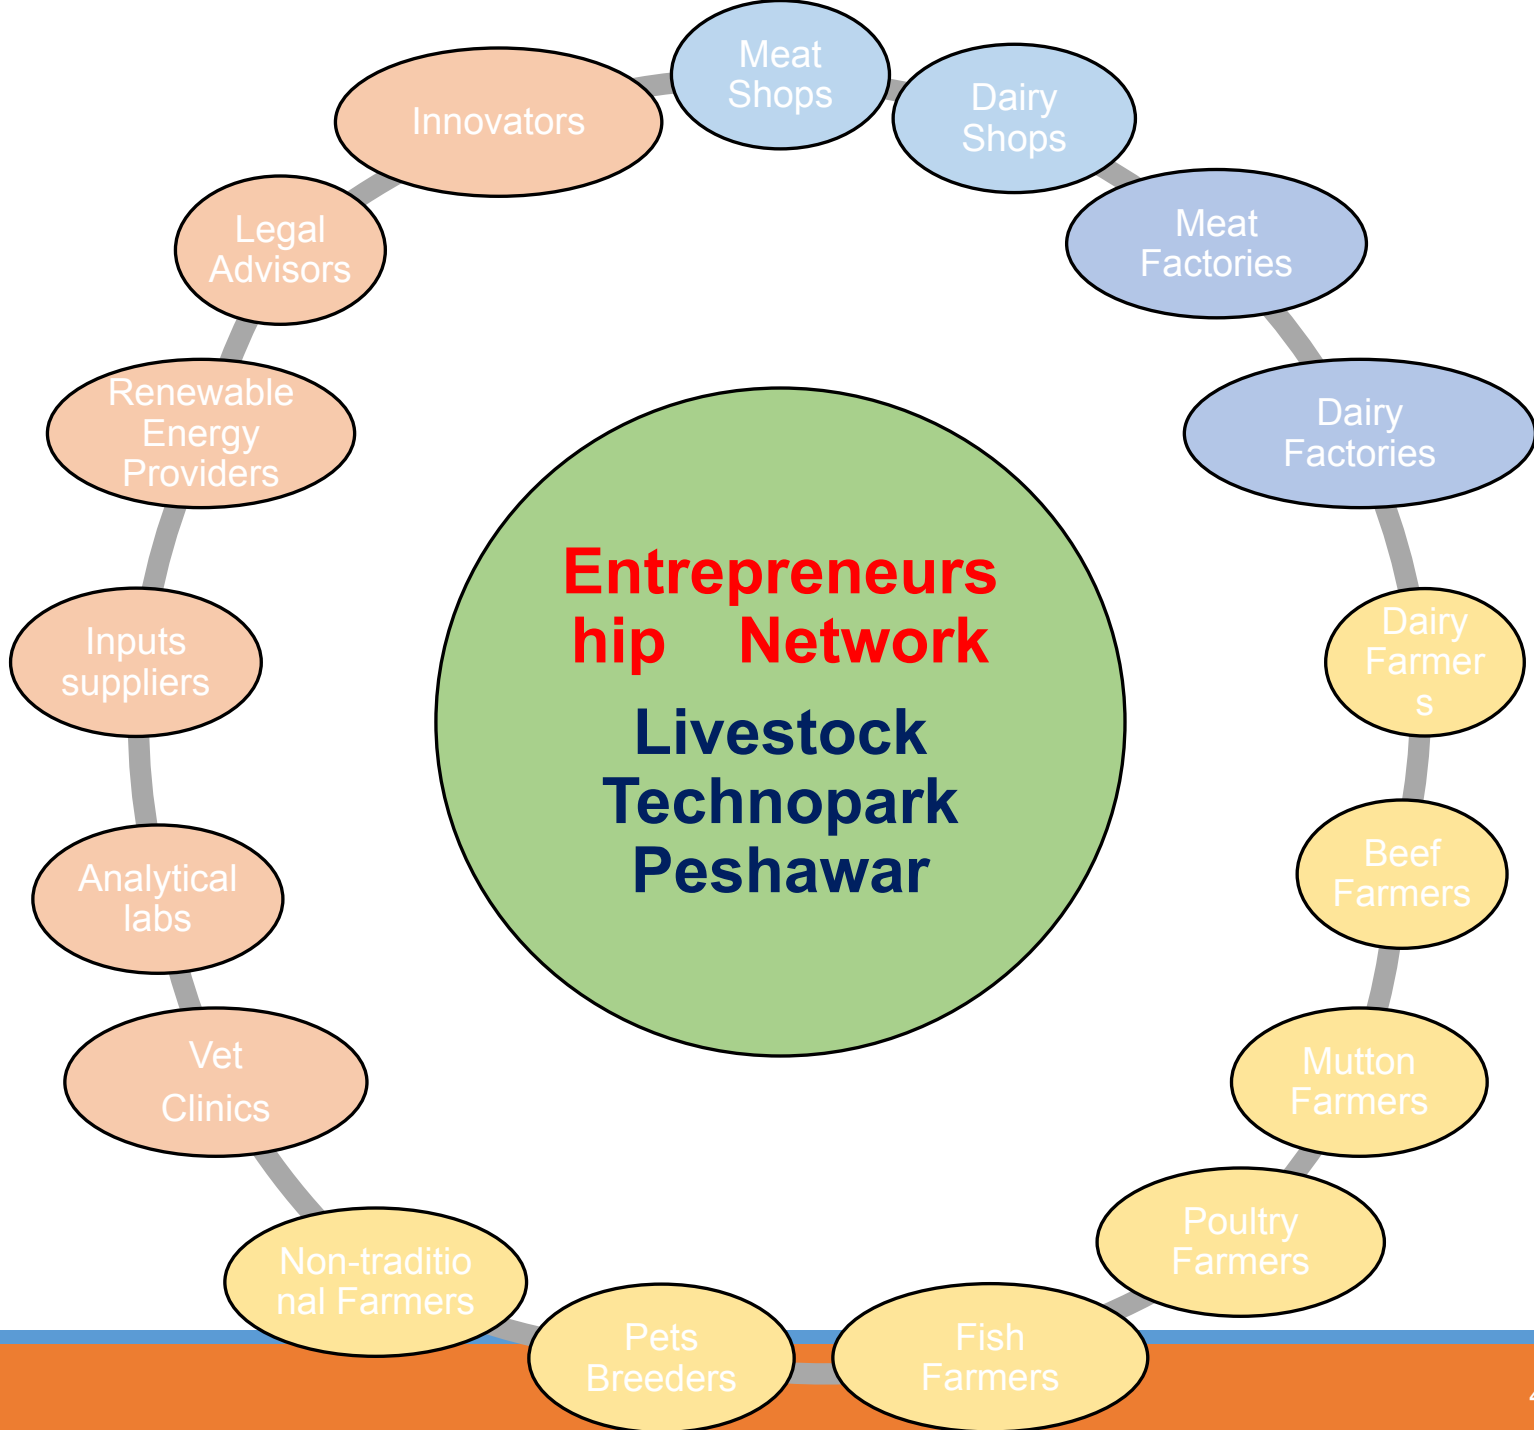 Meat
Shops
Dairy
Shops
Meat
Factories
Dairy
Factories
Dairy
Farmer
s
Beef
Farmers
Mutton
Farmers
Poultry
Farmers
Fish
Farmers
Pets
Breeders
Non-traditio
nal Farmers
Vet
Clinics
Analytical
labs
Inputs
suppliers
Renewable
Energy
Providers
Legal
Advisors
Innovators
Entrepreneurs
hip Network
Livestock
Technopark
Peshawar